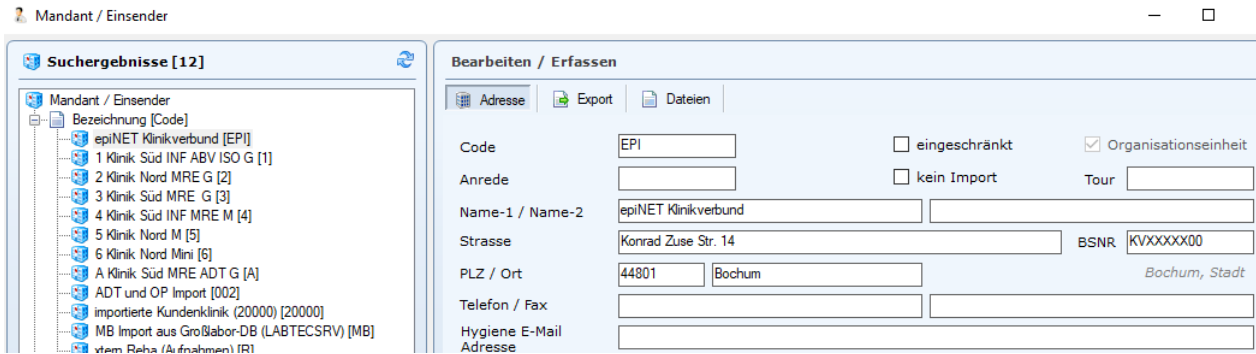 Mandant / Einsender
Suchergebnisse [12]
Mandant / Einsender
Bezeichnung [Code]
epiNET Klinikverbund [EPI]
1 Klinik Süd INF ABV ISO G [1]
2 Klinik Nord MRE G [2]
3 Klinik Süd MRE G [3]
4 Klinik Süd INF MRE M [4]
5 Klinik Nord M [5]
6 Klinik Nord Mini [6]
A Klinik Süd MRE ADT G [A]
ADT und OP Import [002]
importierte Kundenklinik (20000) [20000]
MB Import aus Großlabor-DB (LABTECSRV) [MB]
xtern Reha (Aufnahmen) [R]
Bearbeiten / Erfassen
Adresse Export Dateien
Code EPI eingeschränkt Organisationseinheit
Anrede kein Import Tour
Name-1 / Name-2 epiNET Klinikverbund
Strasse Konrad Zuse Str. 14 BSNR KVXXXXX00
PLZ / Ort 44801 Bochum Bochum, Stadt
Telefon / Fax
Hygiene E-Mail
Adresse